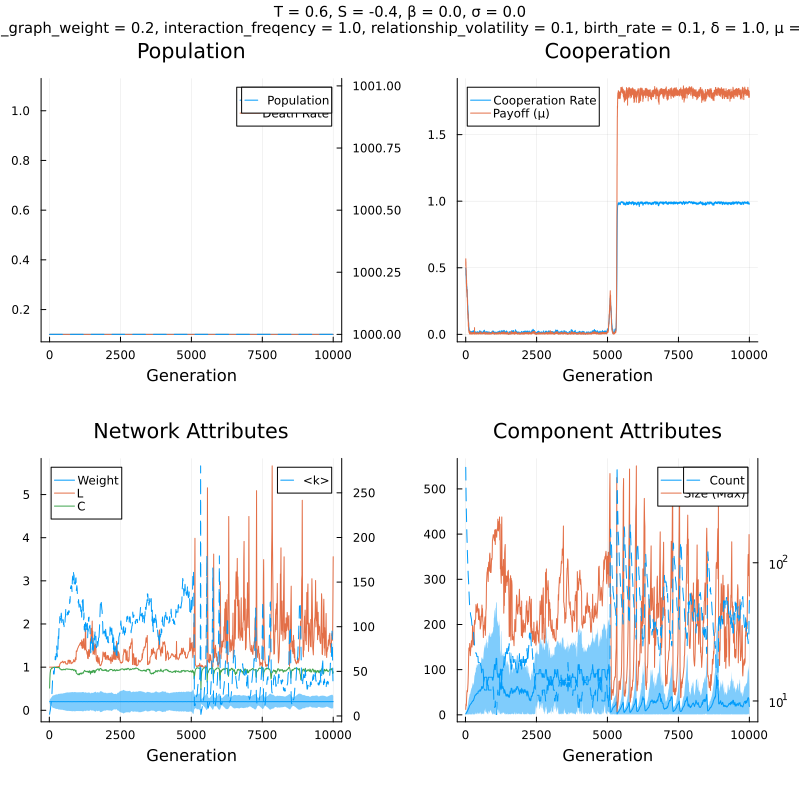 T = 0.6, S = -0.4, β = 0.0, σ = 0.0
_graph_weight = 0.2, interaction_freqency = 1.0, relationship_volatility = 0.1, birth_rate = 0.1, δ = 1.0, μ =
Population Cooperation
1.0 0.8 0.6 0.4 0.2
1001.00 1000.75 1000.50 1000.25 1000.00
Population
Death Rate
0 2500 5000 7500 10000
Generation
1.5 1.0 0.5 0.0
Cooperation Rate
Payoff (μ)
0 2500 5000 7500 10000
Generation
Network Attributes Component Attributes
5 4 3 2 1 0
Weight
L
C
<k>
250 200 150 100 50 0
0 2500 5000 7500 10000
Generation
500 400 300 200 100 0
Count
Size (Max)
10² 10¹
0 2500 5000 7500 10000
Generation